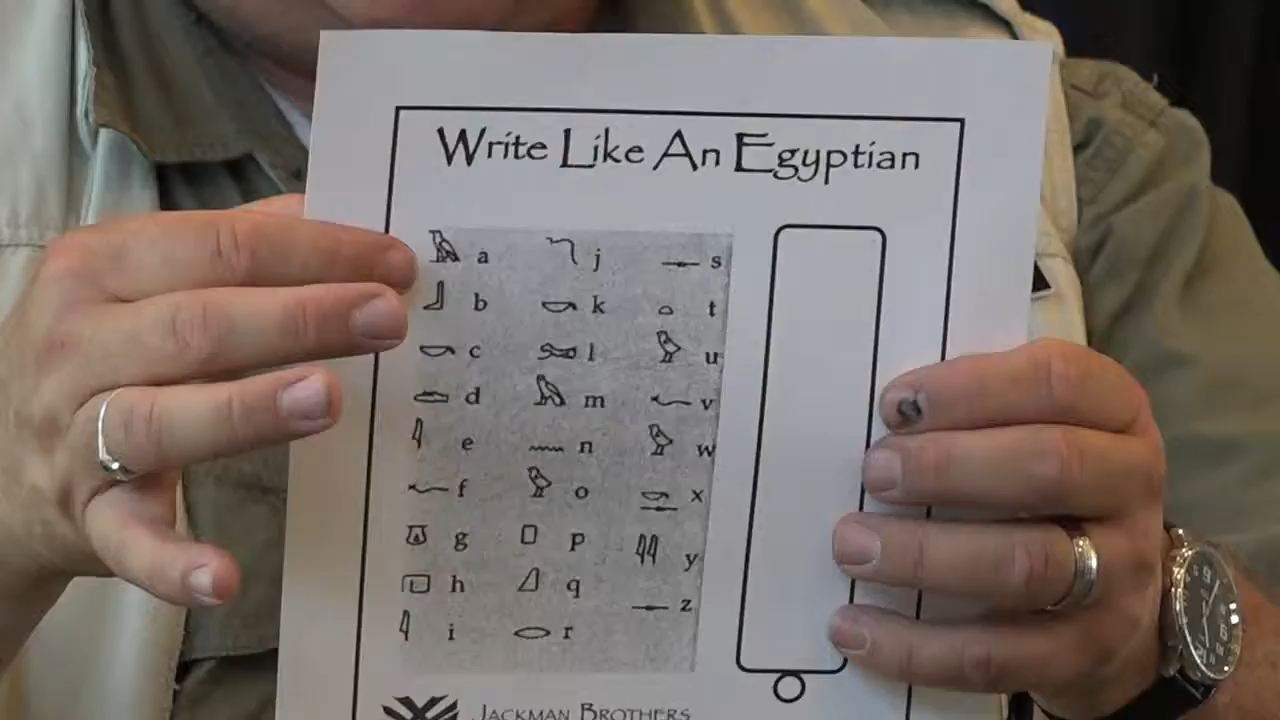 Write Like An Egyptian
a j s
b k t
c l u
d m v
e n w
f o x
g p y
h q z
i r
JACKMAN BROTHERS